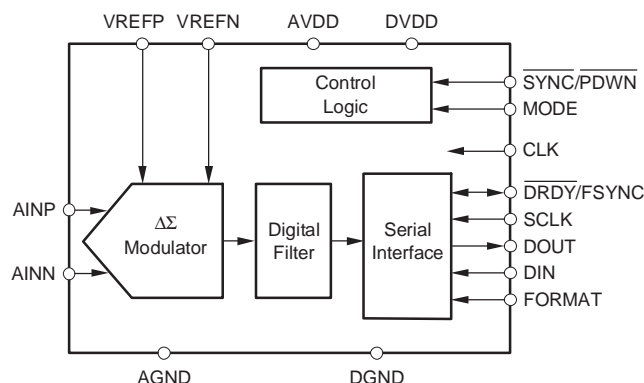 VREFP VREFN AVDD DVDD
Control
Logic
SYNC/PDWN
MODE
CLK
AINP
AINN
ΔΣ
Modulator
Digital
Filter
Serial
Interface
DRDY/FSYNC
SCLK
DOUT
DIN
FORMAT
AGND DGND